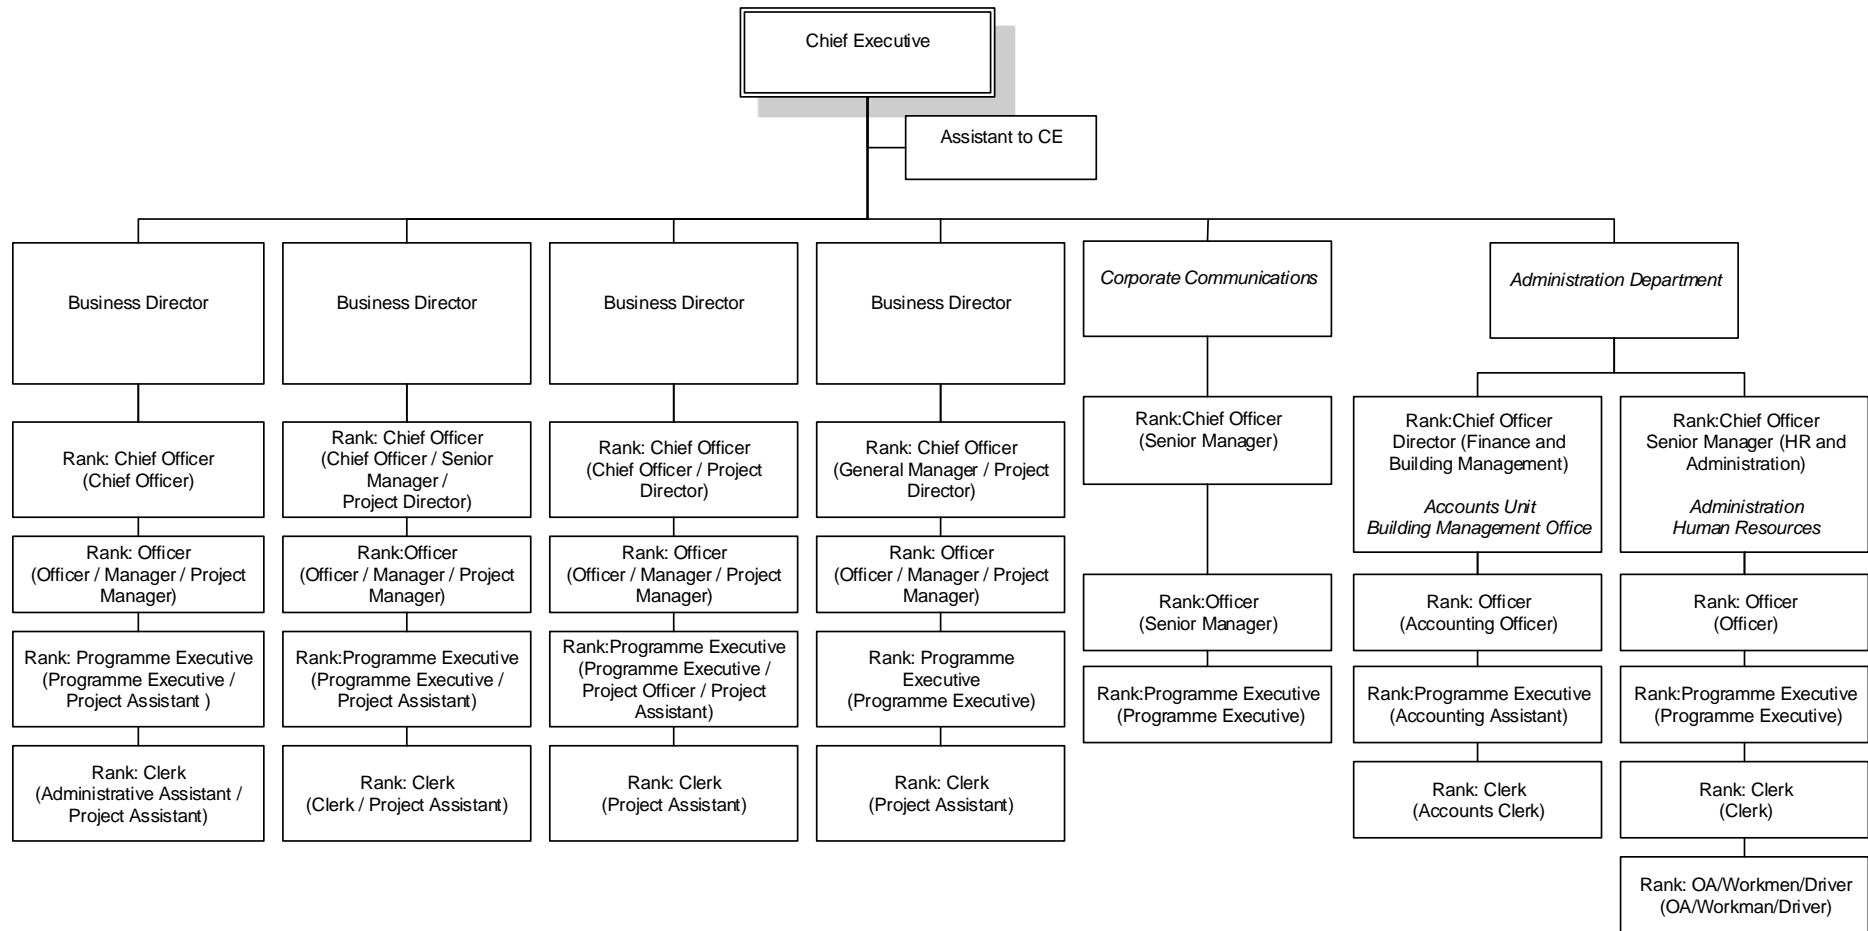 Chief Executive
Assistant to CE
Business Director
Business Director
Business Director
Business Director
Corporate Communications
Administration Department
Rank: Chief Officer
(Chief Officer)
Rank: Chief Officer
(Chief Officer / Senior
Manager /
Project Director)
Rank: Chief Officer
(Chief Officer / Project
Director)
Rank: Chief Officer
(General Manager / Project
Director)
Rank:Chief Officer
(Senior Manager)
Rank:Chief Officer
Director (Finance and
Building Management)
Accounts Unit
Building Management Office
Rank:Chief Officer
Senior Manager (HR and
Administration)
Administration
Human Resources
Rank: Officer
(Officer / Manager / Project
Manager)
Rank:Officer
(Officer / Manager / Project
Manager)
Rank: Officer
(Officer / Manager / Project
Manager)
Rank: Officer
(Officer / Manager / Project
Manager)
Rank:Officer
(Senior Manager)
Rank: Officer
(Accounting Officer)
Rank: Officer
(Officer)
Rank: Programme Executive
(Programme Executive /
Project Assistant )
Rank:Programme Executive
(Programme Executive /
Project Assistant)
Rank:Programme Executive
(Programme Executive /
Project Officer / Project
Assistant)
Rank: Programme
Executive
(Programme Executive)
Rank:Programme Executive
(Programme Executive)
Rank:Programme Executive
(Accounting Assistant)
Rank:Programme Executive
(Programme Executive)
Rank: Clerk
(Administrative Assistant /
Project Assistant)
Rank: Clerk
(Clerk / Project Assistant)
Rank: Clerk
(Project Assistant)
Rank: Clerk
(Project Assistant)
Rank: Clerk
(Accounts Clerk)
Rank: Clerk
(Clerk)
Rank: OA/Workmen/Driver
(OA/Workman/Driver)